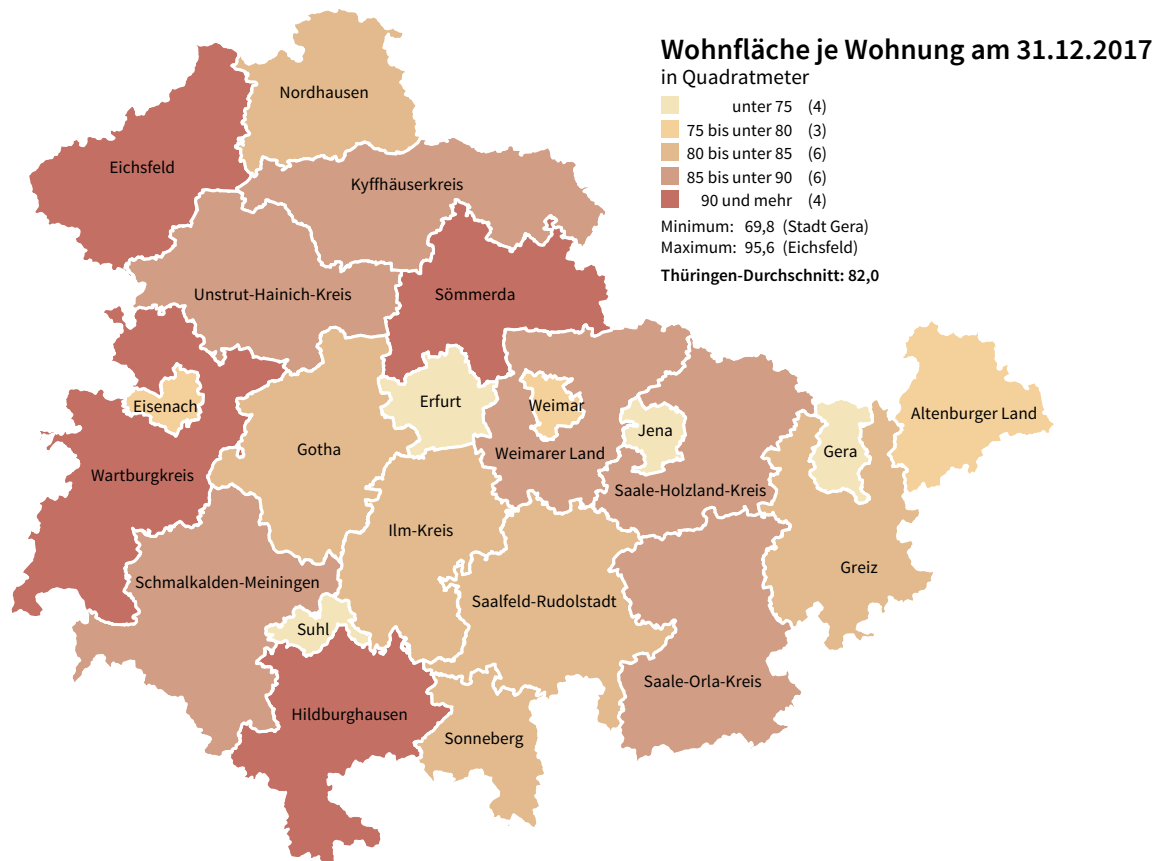 Wohnfläche je Wohnung am 31.12.2017
in Quadratmeter
unter 75 (4)
75 bis unter 80 (3)
80 bis unter 85 (6)
85 bis unter 90 (6)
90 und mehr (4)
Minimum: 69,8 (Stadt Gera)
Maximum: 95,6 (Eichsfeld)
Thüringen-Durchschnitt: 82,0
Nordhausen
Eichsfeld
Kyffhäuserkreis
Unstrut-Hainich-Kreis
Sömmerda
Eisenach
Erfurt
Weimar
Altenburger Land
Jena
Gotha
Weimarer Land
Gera
Wartburgkreis
Saale-Holzland-Kreis
Ilm-Kreis
Greiz
Schmalkalden-Meiningen
Saalfeld-Rudolstadt
Suhl
Saale-Orla-Kreis
Hildburghausen
Sonneberg